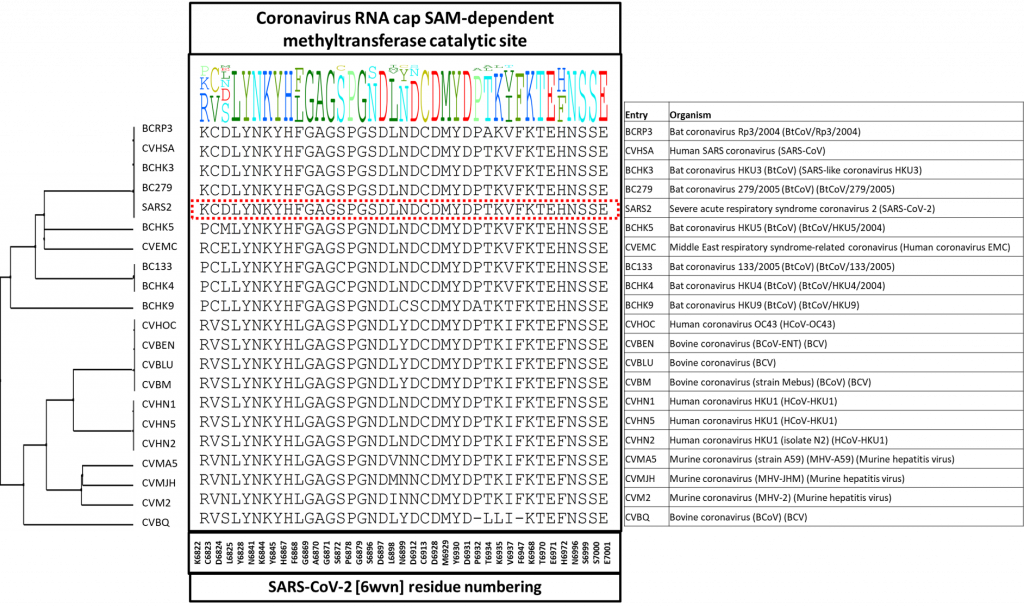 Coronavirus RNA cap SAM-dependent
methyltransferase catalytic site
Entry Organism
BCRP3 KCDLYNKYHFGAGSPGSDLNDCDMYDPAKVFKTEHNSSE BCRP3 Bat coronavirus Rp3/2004 (BtCoV/Rp3/2004)
CVHSA KCDLYNKYHFGAGSPGSDLNDCDMYDPTKVFKTEHNSSE CVHSA Human SARS coronavirus (SARS-CoV)
BCHK3 KCDLYNKYHFGAGSPGSDLNDCDMYDPTKVFKTEHNSSE BCHK3 Bat coronavirus HKU3 (BtCoV) (SARS-like coronavirus HKU3)
BC279 KCDLYNKYHFGAGSPGSDLNDCDMYDPTKVFKTEHNSSE BC279 Bat coronavirus 279/2005 (BtCoV) (BtCoV/279/2005)
SARS2 KCDLYNKYHFGAGSPGSDLNDCDMYDPTKVFKTEHNSSE SARS2 Severe acute respiratory syndrome coronavirus 2 (SARS-CoV-2)
BCHK5 PCMLYNKYHFGAGSPGNDLNDCDMYDPTKVFKTEHNSSE BCHK5 Bat coronavirus HKU5 (BtCoV) (BtCoV/HKU5/2004)
CVEMC RCELYNKYHFGAGSPGNDLNDCDMYDPTKVFKTEHNSSE CVEMC Middle East respiratory syndrome-related coronavirus (Human coronavirus EMC)
BC133 PCLLYNKYHFGAGCPGNDLNDCDMYDPTKVFKTEHNSSE BC133 Bat coronavirus 133/2005 (BtCoV) (BtCoV/133/2005)
BCHK4 PCLLYNKYHFGAGCPGNDLNDCDMYDPTKVFKTEHNSSE BCHK4 Bat coronavirus HKU4 (BtCoV) (BtCoV/HKU4/2004)
BCHK9 PCLLYNKYHFGAGSPGNDLCSCDMYDATKVFKTEHNSSE BCHK9 Bat coronavirus HKU9 (BtCoV) (BtCoV/HKU9)
CVHOC RVSLYNKYHLGAGSPGNDLYDCDMYDPTKIFKTEFNSSE CVHOC Human coronavirus OC43 (HCoV-OC43)
CVBEN RVSLYNKYHLGAGSPGNDLYDCDMYDPTKIFKTEFNSSE CVBEN Bovine coronavirus (BCoV-ENT) (BCV)
CVBLU RVSLYNKYHLGAGSPGNDLYDCDMYDPTKIFKTEFNSSE CVBLU Bovine coronavirus (BCV)
CVBM RVSLYNKYHLGAGSPGNDLYDCDMYDPTKIFKTEFNSSE CVBM Bovine coronavirus (strain Mebus) (BCoV) (BCV)
CVHN1 RVSLYNKYHLGAGSPGNDLNDCDMYDPTKIFKTEFNSSE CVHN1 Human coronavirus HKU1 (HCoV-HKU1)
CVHN5 RVSLYNKYHLGAGSPGNDLNDCDMYDPTKIFKTEFNSSE CVHN5 Human coronavirus HKU1 (HCoV-HKU1)
CVHN2 RVSLYNKYHLGAGSPGNDLNDCDMYDPTKIFKTEFNSSE CVHN2 Human coronavirus HKU1 (isolate N2) (HCoV-HKU1)
CVMA5 RVNLYNKYHLGAGSPGNDVNNCDMYDPTKIFKTEFNSSE CVMA5 Murine coronavirus (strain A59) (MHV-A59) (Murine hepatitis virus)
CVMJH RVNLYNKYHLGAGSPGNDMNNCDMYDPTKIFKTEFNSSE CVMJH Murine coronavirus (MHV-JHM) (Murine hepatitis virus)
CVM2 RVNLYNKYHLGAGSPGNDINNCDMYDPTKIFKTEFNSSE CVM2 Murine coronavirus (MHV-2) (Murine hepatitis virus)
CVBQ RVSLYNKYHLGAGSPGNDLYDCDMYD-LLI-KTEFNSSE CVBQ Bovine coronavirus (BCoV) (BCV)
K6822 C6823 D6824 L6825 Y6828 N6841 K6844 Y6845 H6867 F6868 G6869 A6870 G6871 S6872 P6878 G6879 S6896 D6897 L6898 N6899 D6912 C6913 D6928 M6929 Y6930 D6931 P6932 T6934 K6935 V6937 F6947 K6968 T6970 E6971 H6972 N6996 S6999 S7000 E7001
SARS-CoV-2 [6wvn] residue numbering